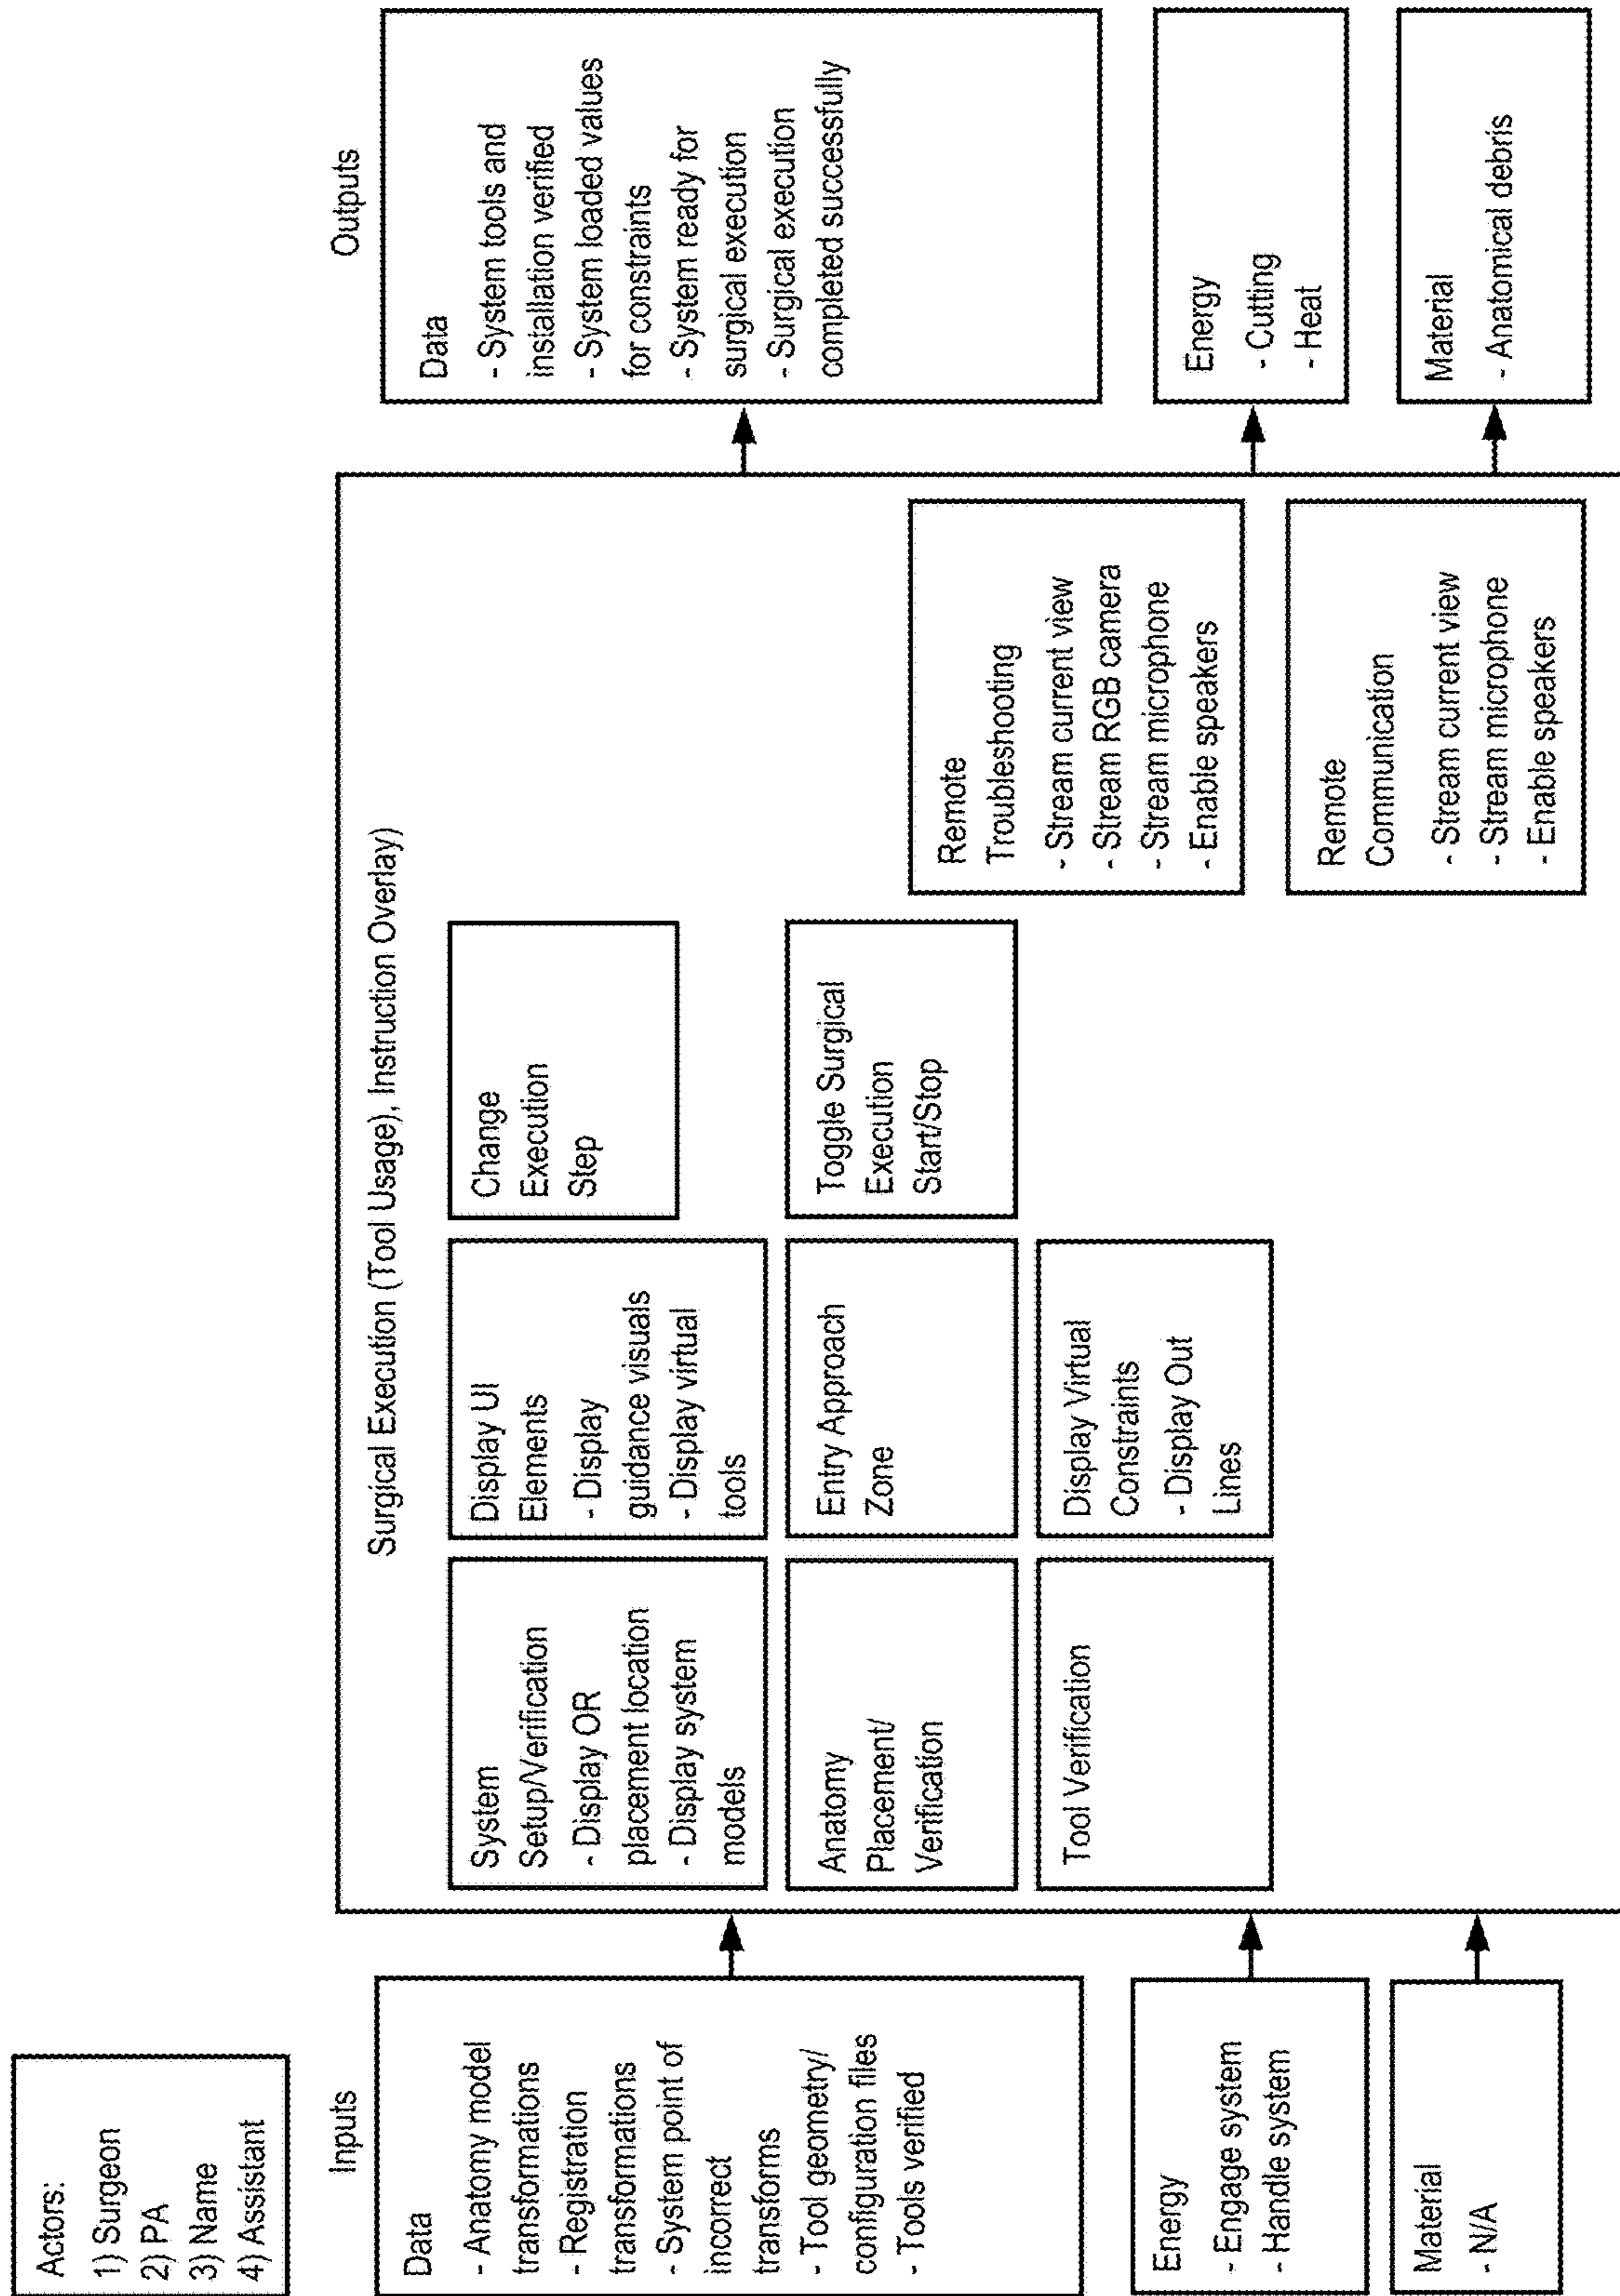 Actors:
1) Surgeon
2) PA
3) Name
4) Assistant
Inputs
Data
- Anatomy model
transformations
- Registration
transformations
- System point of
incorrect
transforms
- Tool geometry/
configuration files
- Tools verified
Energy
- Engage system
- Handle system
Material
- N/A
Surgical Execution (Tool Usage), Instruction Overlay)
System
Setup/Verification
- Display OR
placement location
- Display system
models
Display UI
Elements
- Display
guidance visuals
- Display virtual
tools
Change
Execution
Step
Anatomy
Placement/
Verification
Entry Approach
Zone
Toggle Surgical
Execution
Start/Stop
Tool Verification
Display Virtual
Constraints
- Display Out
Lines
Remote
Troubleshooting
- Stream current view
- Stream RGB camera
- Stream microphone
- Enable speakers
Remote
Communication
- Stream current view
- Stream microphone
- Enable speakers
Outputs
Data
- System tools and
installation verified
- System loaded values
for constraints
- System ready for
surgical execution
- Surgical execution
completed successfully
Energy
- Cutting
- Heat
Material
- Anatomical debris